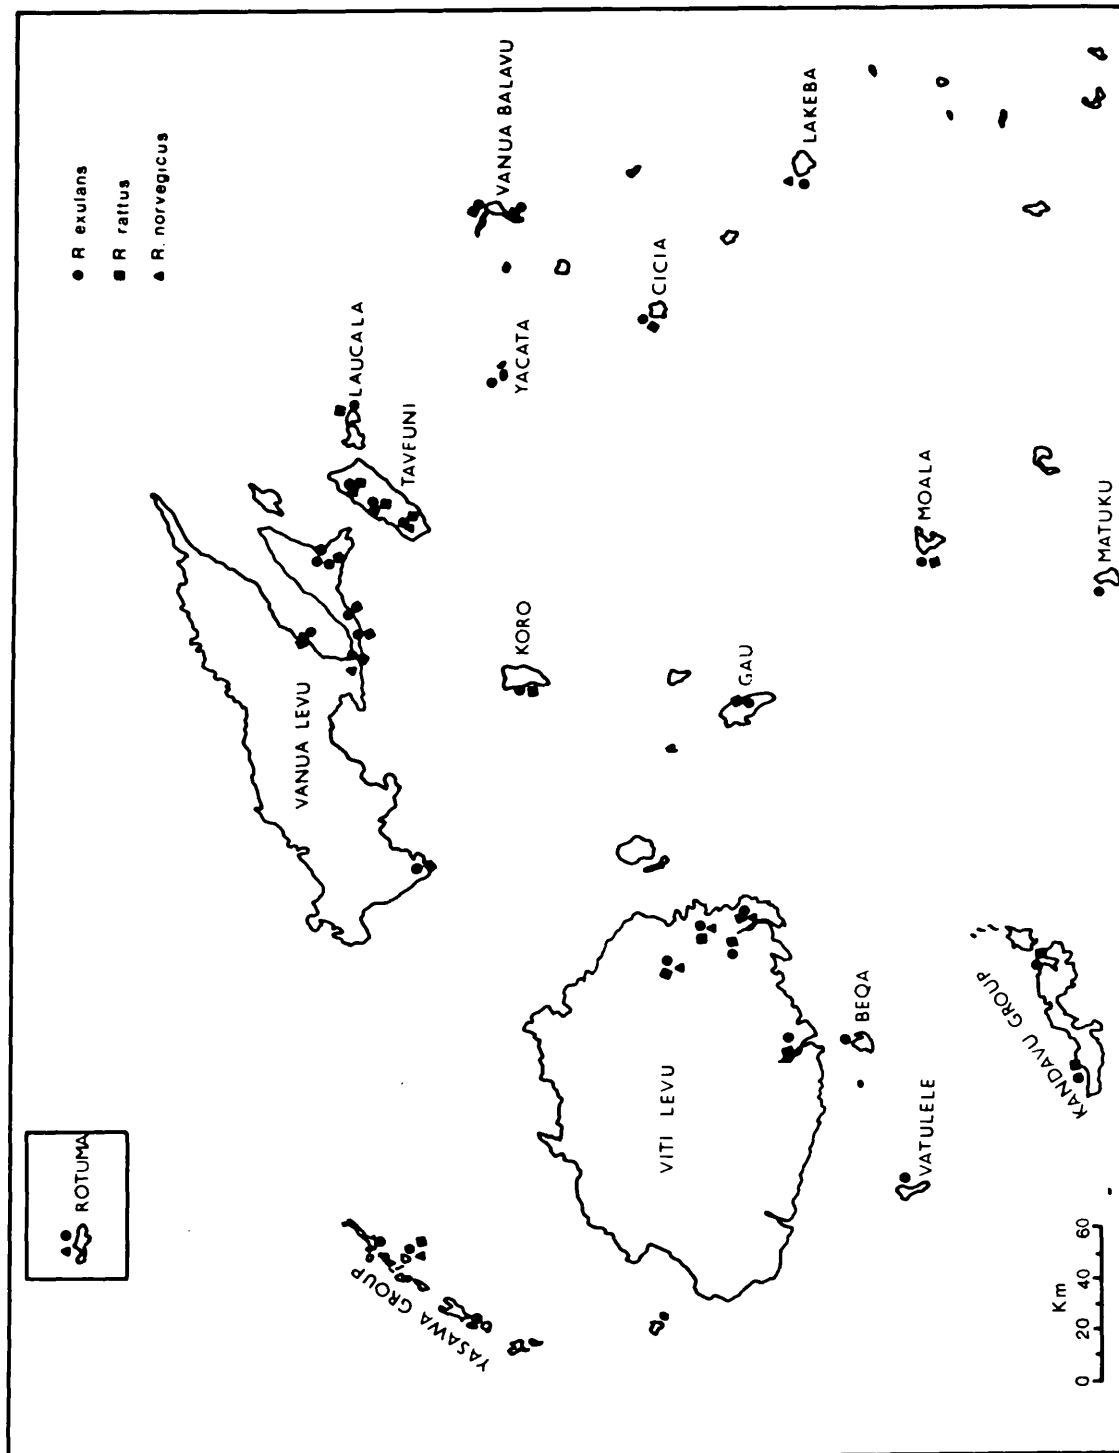 R exulans
R rattus
R. norvegicus
ROTUMA
YASAWA GROUP
VANUA LEVU
LAUCALA
TAVEUNI
VANUA BALAVU
YACATA
KORO
CICIA
LAKEBA
GAU
VITI LEVU
BEQA
VATULELE
KANDAVU GROUP
MOALA
MATUKU
Km
0 20 40 60